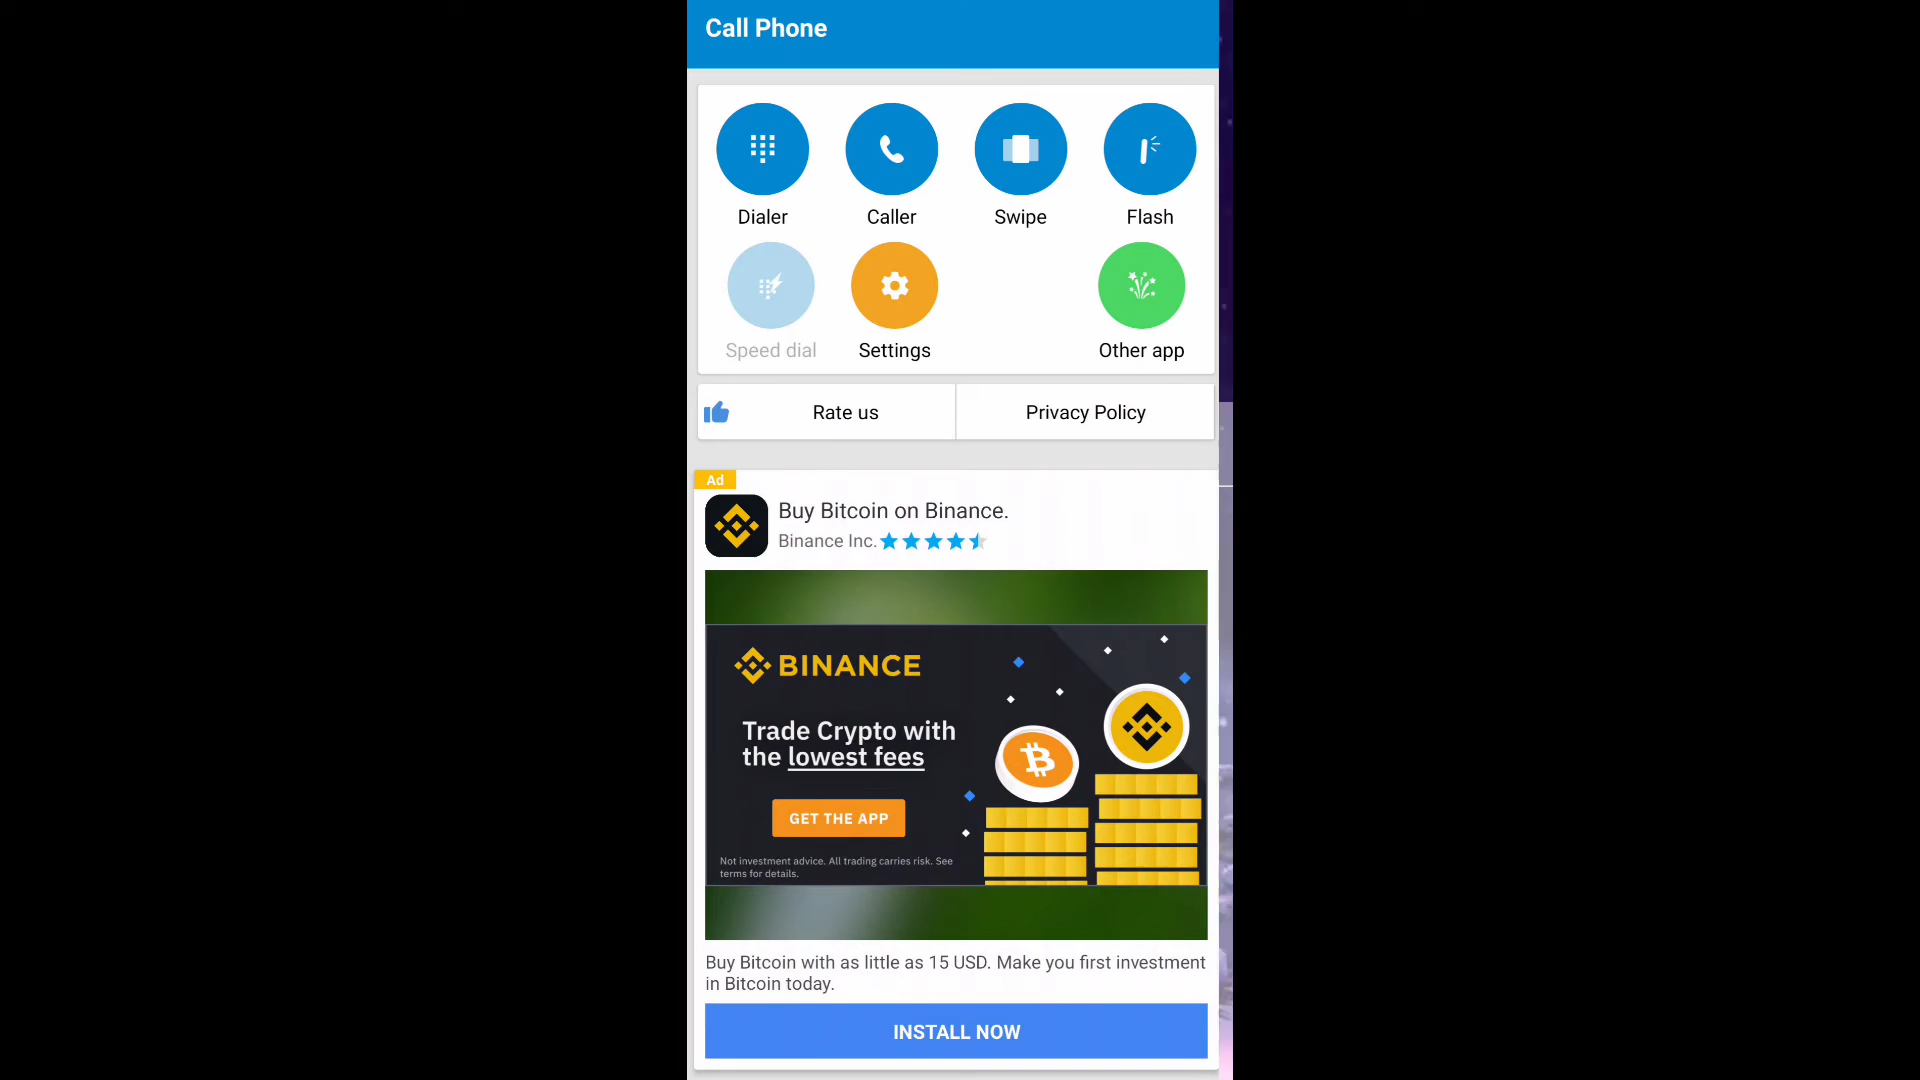 Call Phone
Dialer
Caller
Swipe
Flash
Speed dial
Settings
Other app
Rate us
Privacy Policy
Ad
Buy Bitcoin on Binance.
Binance Inc.
BINANCE
Trade Crypto with
the lowest fees
GET THE APP
Not investment advice. All trading carries risk. See
terms for details.
Buy Bitcoin with as little as 15 USD. Make you first investment
in Bitcoin today.
INSTALL NOW